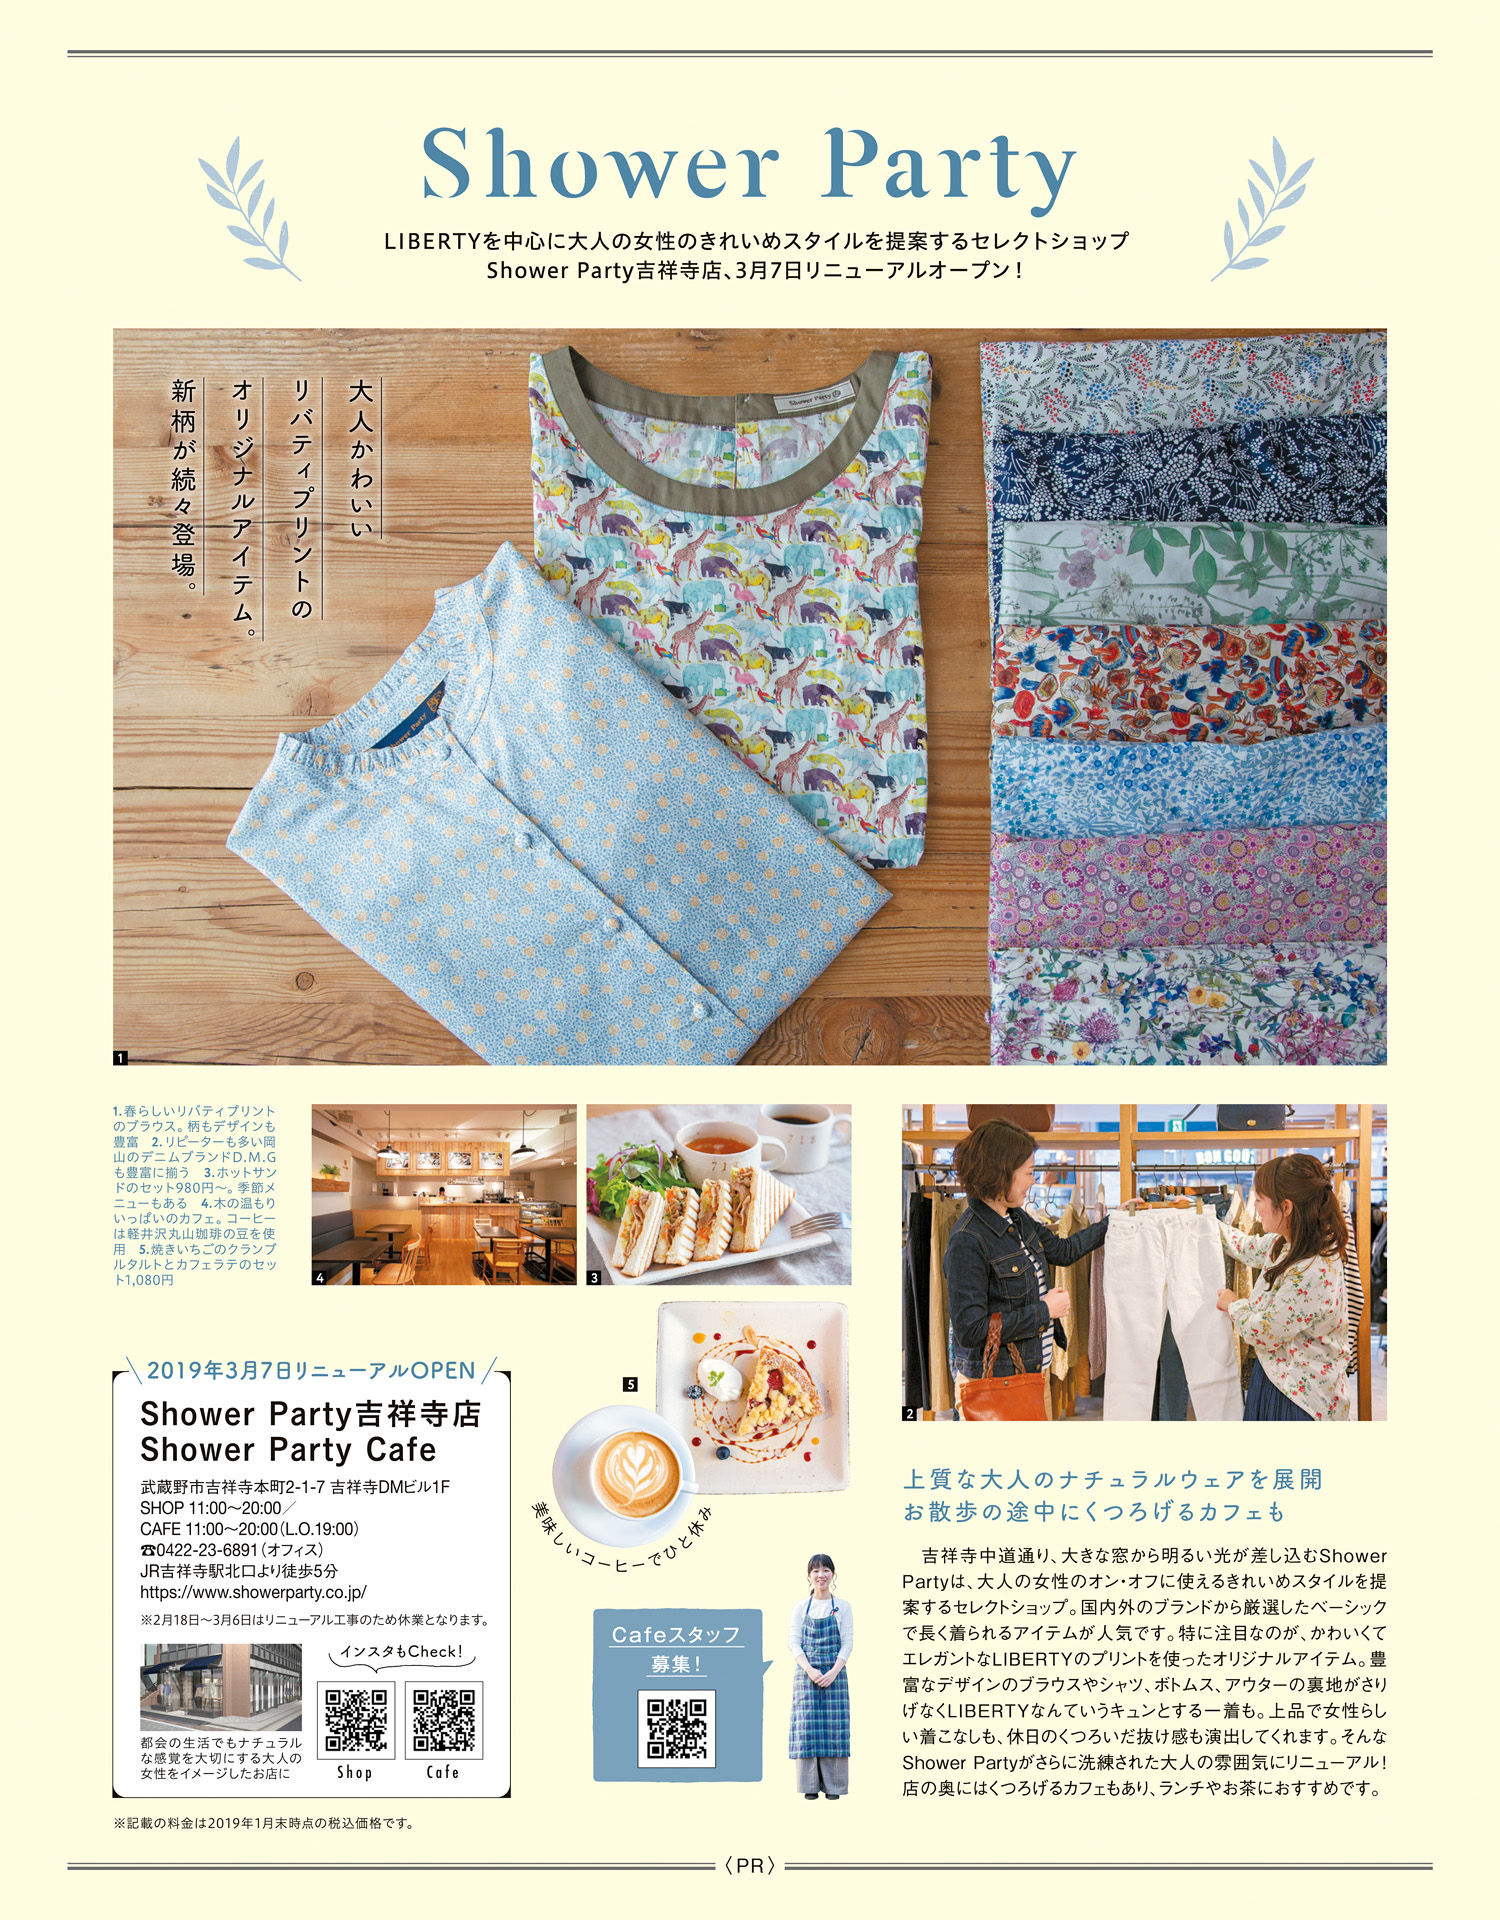 Shower Party
LIBERTYを中心に大人の女性のきれいめスタイルを提案するセレクトショップ
Shower Party吉祥寺店、3月7日リニューアルオープン！
大人かわいい
リバティプリントの
オリジナルアイテム。
新柄が続々登場。
Shower Party
Shower Party
1
1.春らしいリバティプリント
のブラウス。柄もデザインも
豊富　2.リピーターも多い岡
山のデニムブランドD.M.G
も豊富に揃う　3.ホットサン
ドのセット980円〜。季節メ
ニューもある　4.木の温もり
いっぱいのカフェ。コーヒー
は軽井沢丸山珈琲の豆を使
用　5.焼きいちごのクランブ
ルタルトとカフェラテのセッ
ト1,080円
4
3
2
5
美味しいコーヒーでひと休み
2019年3月7日リニューアルOPEN
Shower Party吉祥寺店
Shower Party Cafe
武蔵野市吉祥寺本町2-1-7 吉祥寺DMビル1F
SHOP 11:00〜20:00／
CAFE 11:00〜20:00（L.O.19:00）
☎0422-23-6891（オフィス）
JR吉祥寺駅北口より徒歩5分
https://www.showerparty.co.jp/
※2月18日〜3月6日はリニューアル工事のため休業となります。
インスタもCheck！
都会の生活でもナチュラル
な感覚を大切にする大人の
女性をイメージしたお店に
Shop
Cafe
Cafeスタッフ
募集！
上質な大人のナチュラルウェアを展開
お散歩の途中にくつろげるカフェも
吉祥寺中道通り、大きな窓から明るい光が差し込むShower
Partyは、大人の女性のオン・オフに使えるきれいめスタイルを提
案するセレクトショップ。国内外のブランドから厳選したベーシック
で長く着られるアイテムが人気です。特に注目なのが、かわいくて
エレガントなLIBERTYのプリントを使ったオリジナルアイテム。豊
富なデザインのブラウスやシャツ、ボトムス、アウターの裏地がさり
げなくLIBERTYなんていうキュンとする一着も。上品で女性らし
い着こなしも、休日のくつろいだ抜け感も演出してくれます。そんな
Shower Partyがさらに洗練された大人の雰囲気にリニューアル！
店の奥にはくつろげるカフェもあり、ランチやお茶におすすめです。
※記載の料金は2019年1月末時点の税込価格です。
〈PR〉